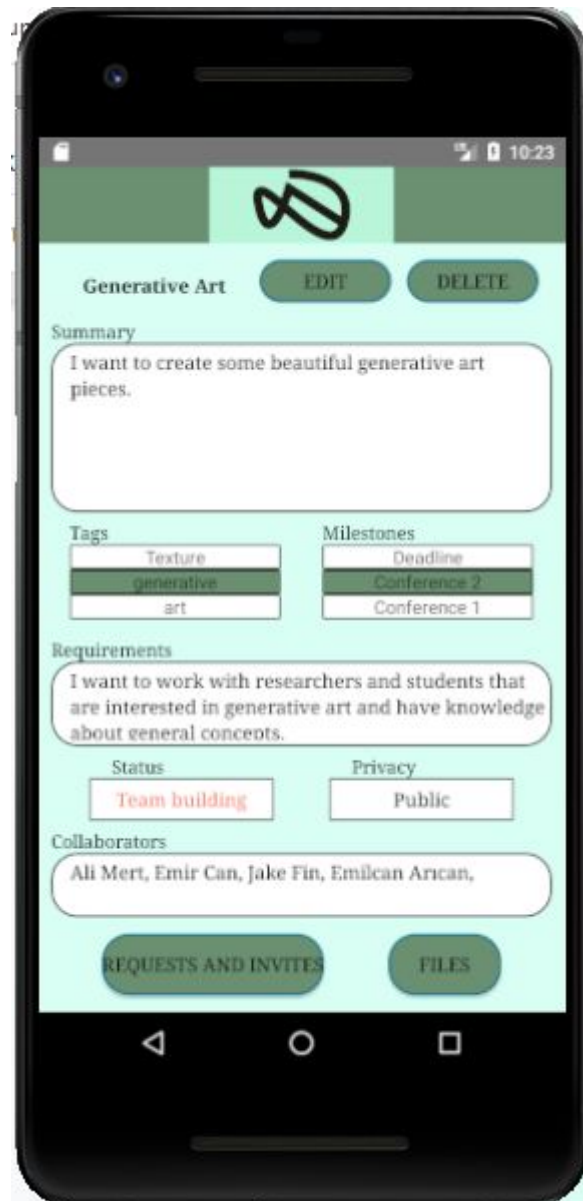 10:23
Generative Art
EDIT
DELETE
Summary
I want to create some beautiful generative art
pieces.
Tags
Milestones
Texture
Deadline
generative
Conference 2
art
Conference 1
Requirements
I want to work with researchers and students that
are interested in generative art and have knowledge
about general concepts.
Status
Privacy
Team building
Public
Collaborators
Ali Mert, Emir Can, Jake Fin, Emilcan Arıcan,
REQUESTS AND INVITES
FILES